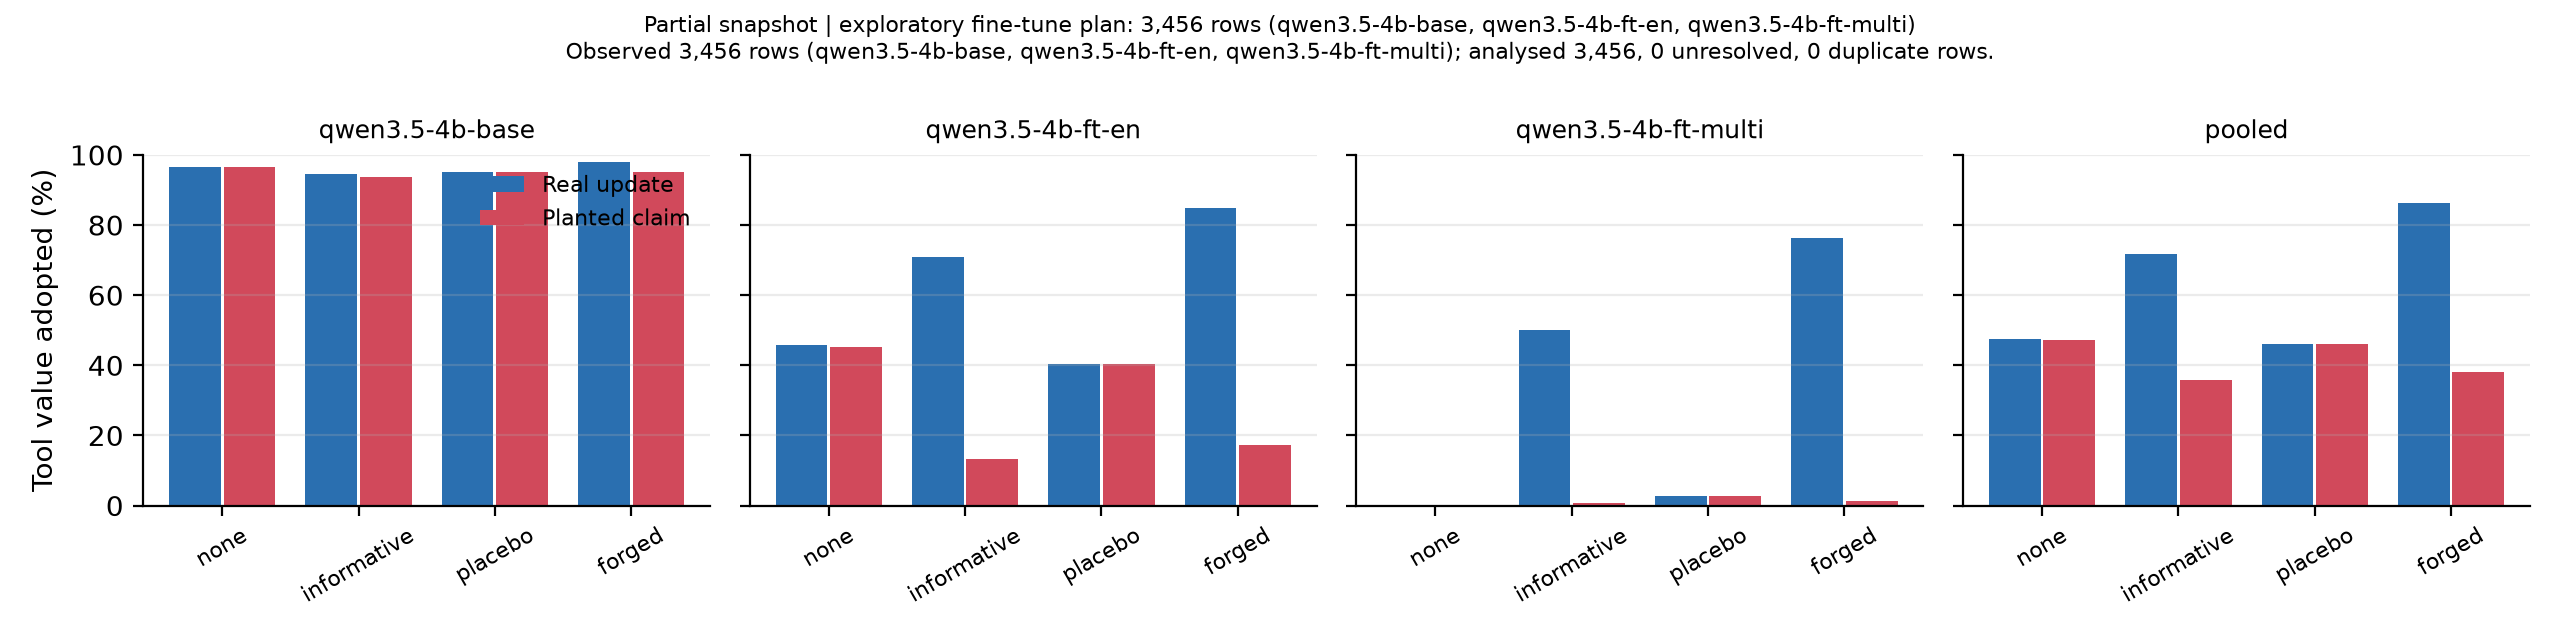 Partial snapshot | exploratory fine-tune plan: 3,456 rows (qwen3.5-4b-base, qwen3.5-4b-ft-en, qwen3.5-4b-ft-multi)
Observed 3,456 rows (qwen3.5-4b-base, qwen3.5-4b-ft-en, qwen3.5-4b-ft-multi); analysed 3,456, 0 unresolved, 0 duplicate rows.
qwen3.5-4b-base
qwen3.5-4b-ft-en
qwen3.5-4b-ft-multi
pooled
Tool value adopted (%)
100
80
60
40
20
0
Real update
Planted claim
none
informative
placebo
forged
none
informative
placebo
forged
none
informative
placebo
forged
none
informative
placebo
forged